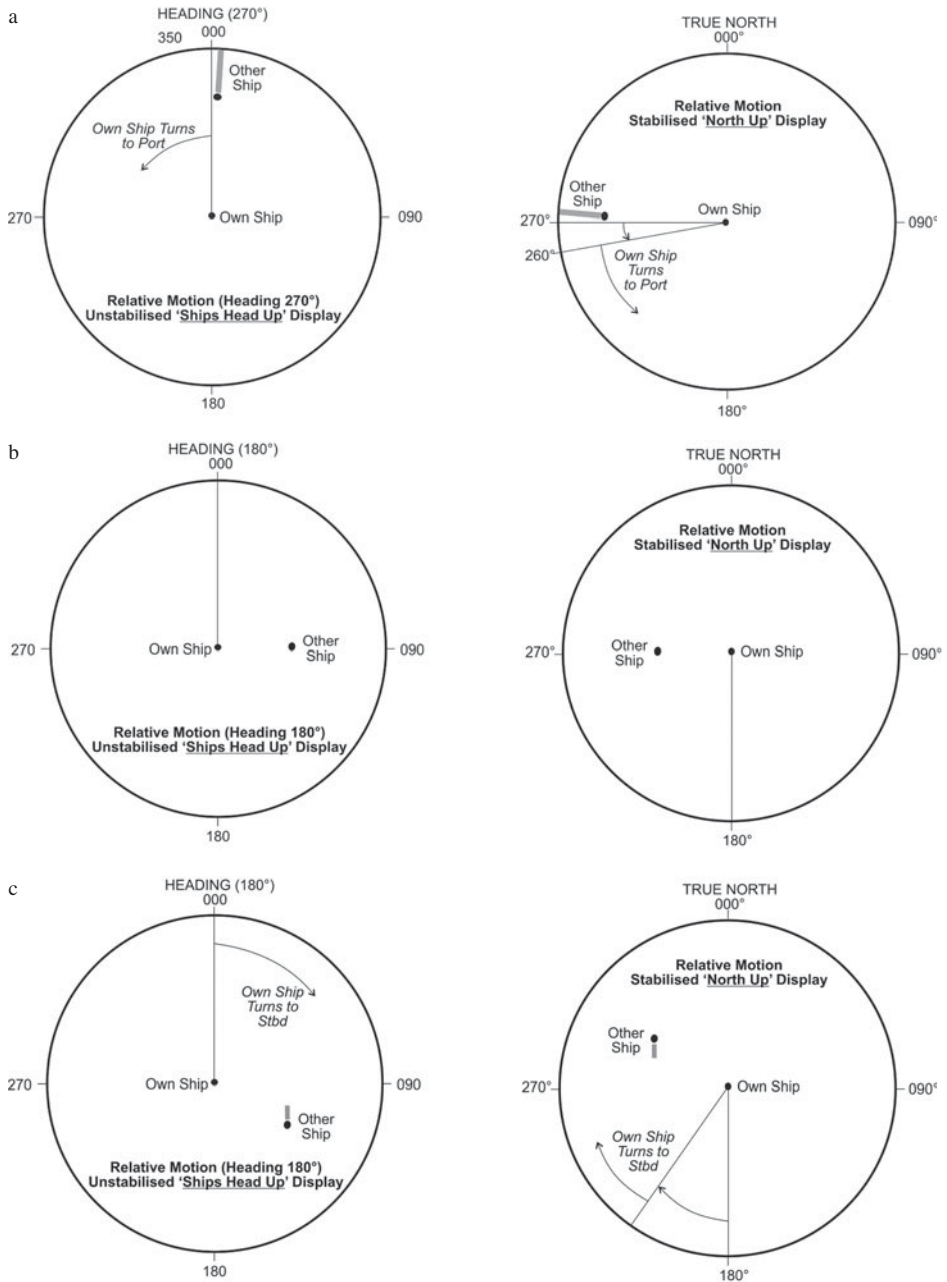 a
HEADING (270°)
000
350
Other
Ship
Own Ship Turns
to Port
270
Own Ship
090
Relative Motion (Heading 270°)
Unstabilised ‘Ships Head Up’ Display
180
TRUE NORTH
000°
Relative Motion
Stabilised ‘North Up’ Display
Other
Ship
Own Ship
270°
090°
260°
Own Ship
Turns
to Port
180°
b
HEADING (180°)
000
270
Own Ship
Other
Ship
090
Relative Motion (Heading 180°)
Unstabilised ‘Ships Head Up’ Display
180
TRUE NORTH
000°
Relative Motion
Stabilised ‘North Up’ Display
270°
Other
Ship
Own Ship
090°
180°
c
HEADING (180°)
000
Own Ship
Turns to
Stbd
270
Own Ship
090
Other
Ship
Relative Motion (Heading 180°)
Unstabilised ‘Ships Head Up’ Display
180
TRUE NORTH
000°
Relative Motion
Stabilised ‘North Up’ Display
Other
Ship
270°
Own Ship
090°
Own Ship
Turns to
Stbd
180°